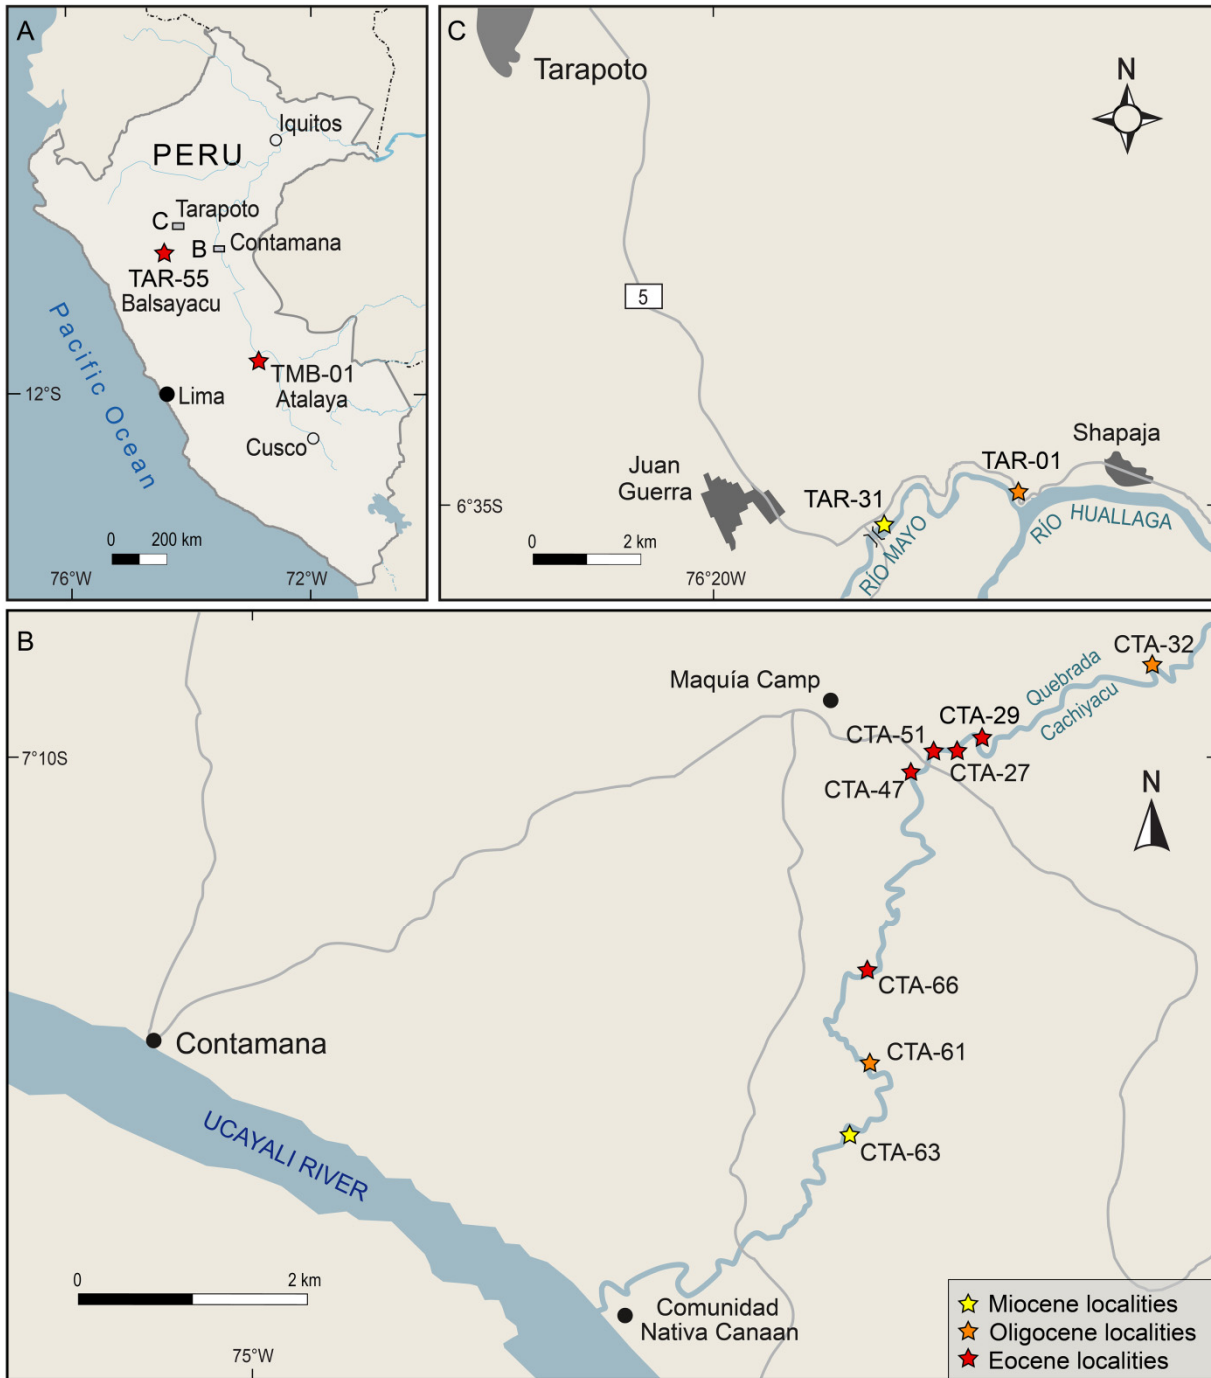 A
Iquitos
PERU
C
Tarapoto
B
Contamana
TAR-55
Balsayacu
TMB-01
Atalaya
Pacific Ocean
12°S
Lima
Cusco
0 200 km
76°W
72°W
C
Tarapoto
N
5
Shapaja
TAR-01
Juan
Guerra
TAR-31
6°35S
RÍO MAYO
RÍO HUALLAGA
0 2 km
76°20W
B
CTA-32
Maquía Camp
Quebrada
Cachiyacu
CTA-29
CTA-51
CTA-27
7°10S
CTA-47
N
CTA-66
Contamana
CTA-61
UCAYALI RIVER
CTA-63
0 2 km
Comunidad
Nativa Canaan
75°W
Miocene localities
Oligocene localities
Eocene localities